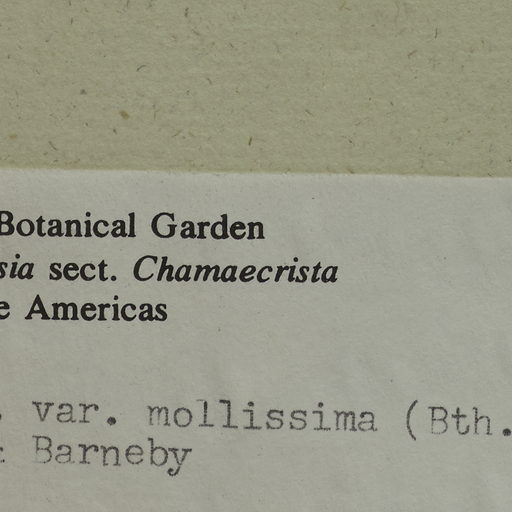 Botanical Garden
sia sect. Chamaecrista
e Americas
. var. mollissima (Bth.
Barneby